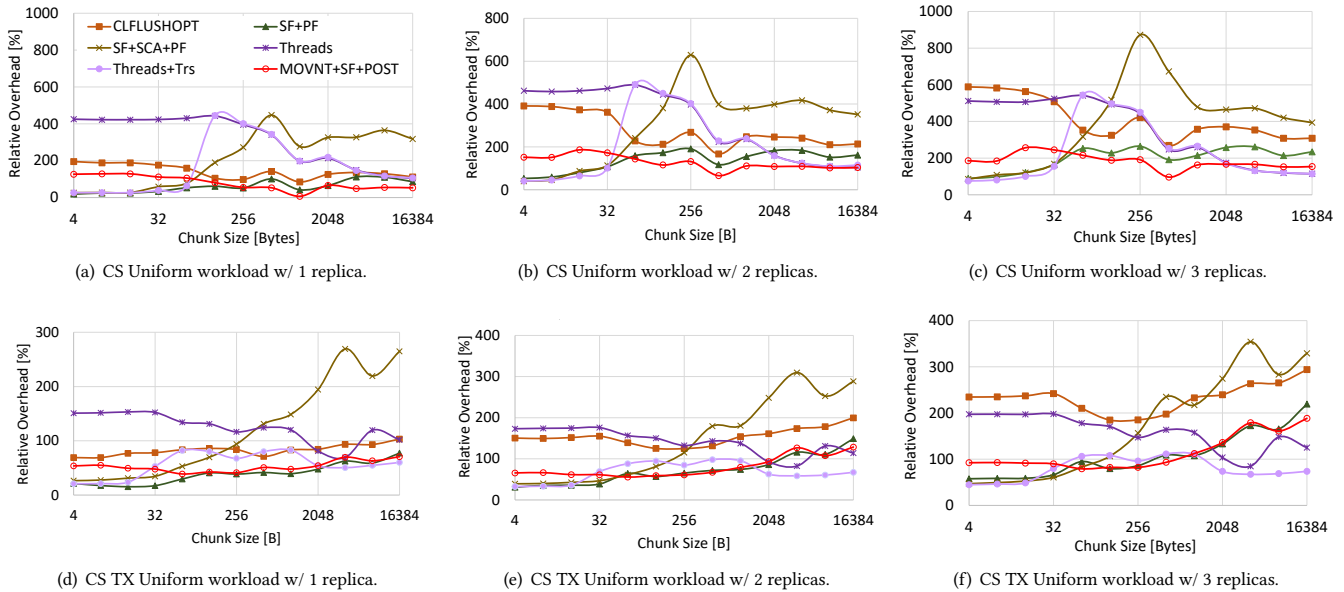 1000
800
600
400
200
0
Relative Overhead [%]
CLFLUSHOPT
SF+PF
SF+SCA+PF
Threads
Threads+Trs
MOVNT+SF+POST
4
32
256
2048
16384
Chunk Size [Bytes]
(a) CS Uniform workload w/ 1 replica.
800
600
400
200
0
Relative Overhead [%]
4
32
256
2048
16384
Chunk Size [B]
(b) CS Uniform workload w/ 2 replicas.
1000
800
600
400
200
0
Relative Overhead [%]
4
32
256
2048
16384
Chunk Size [Bytes]
(c) CS Uniform workload w/ 3 replicas.
300
200
100
0
Relative Overhead [%]
4
32
256
2048
16384
Chunk Size [B]
(d) CS TX Uniform workload w/ 1 replica.
400
300
200
100
0
Relative Overhead [%]
4
32
256
2048
16384
Chunk Size [B]
(e) CS TX Uniform workload w/ 2 replicas.
400
300
200
100
0
Relative Overhead [%]
4
32
256
2048
16384
Chunk Size [Bytes]
(f) CS TX Uniform workload w/ 3 replicas.